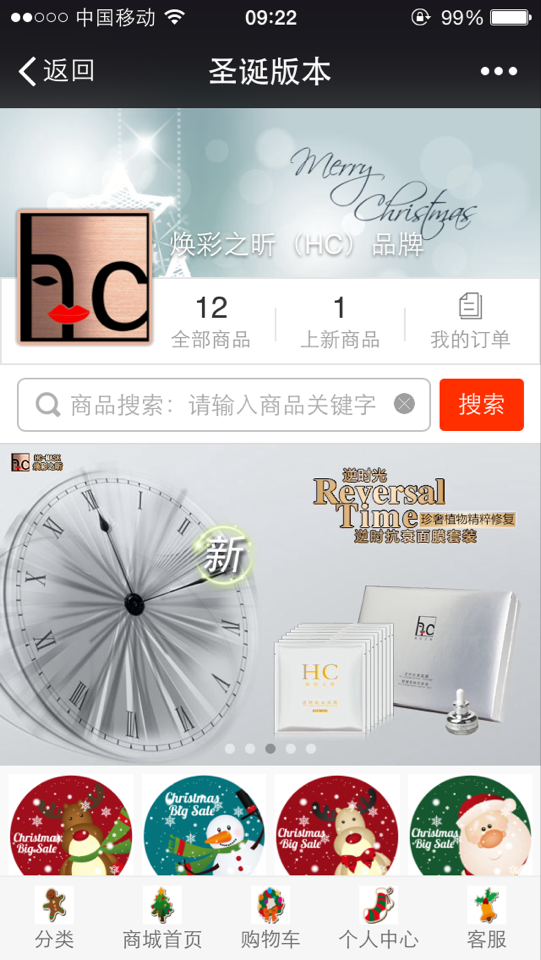 中国移动 09:22 99%
返回 圣诞版本
Merry
Christmas
焕彩之昕（HC）品牌
hc
12 1
全部商品 上新商品 我的订单
商品搜索：请输入商品关键字 搜索
焕彩之昕
逆时光
Reversal
Time 珍奢植物精粹修复
逆时抗衰面膜套装
新
hc
HC
Christmas
Big Sale
Christmas
Big Sale
Christmas
Big Sale
Christmas
Big Sale
分类 商城首页 购物车 个人中心 客服